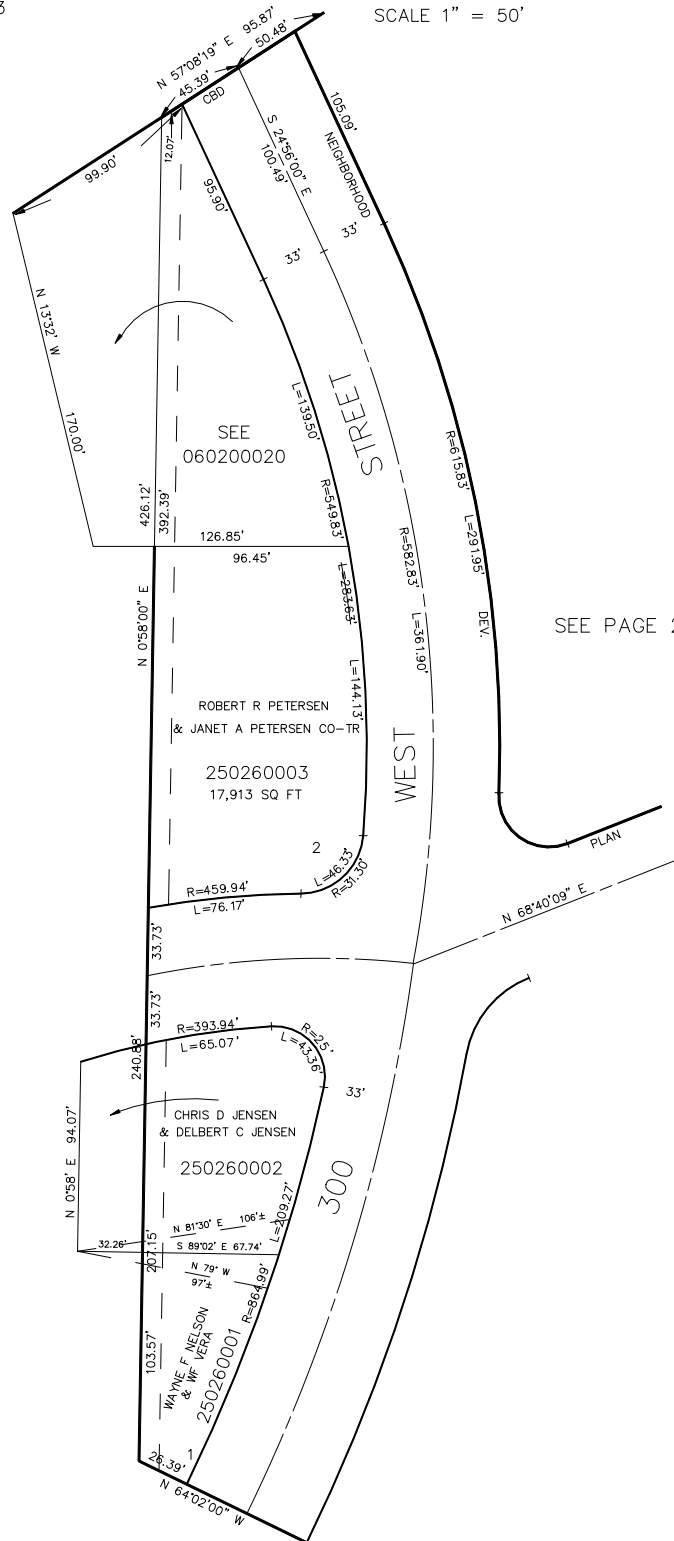 3
SCALE 1" = 50'
N 57°08'19" E 95.87'
50.48'
45.39'
CBD
12.07'
99.90'
105.09'
NEIGHBORHOOD
S 24°56'00" E
100.49'
95.90'
33'
33'
N 13°32' W
170.00'
L=139.50'
STREET
SEE
060200020
R=615.83'
R=549.83'
426.12'
392.39'
126.85'
96.45'
R=582.83'
L=291.95'
L=283.63'
N 0°58'00" E
L=361.90'
DEV.
SEE PAGE 2
L=144.13'
ROBERT R PETERSEN
& JANET A PETERSEN CO-TR
250260003
17,913 SQ FT
WEST
2
L=46.33'
R=31.30'
R=459.94'
L=76.17'
PLAN
N 68°40'09" E
33.73'
33.73'
R=393.94'
L=65.07'
R=25'
L=43.36'
240.88'
33'
CHRIS D JENSEN
& DELBERT C JENSEN
250260002
N 0°58' E 94.07'
300
N 81°30' E 106'±
L=209.27'
32.26'
S 89°02' E 67.74'
207.15'
N 79° W
97'±
R=864.99'
WAYNE F NELSON
& WF VERA
250260001
103.57'
1
26.39'
N 64°02'00" W